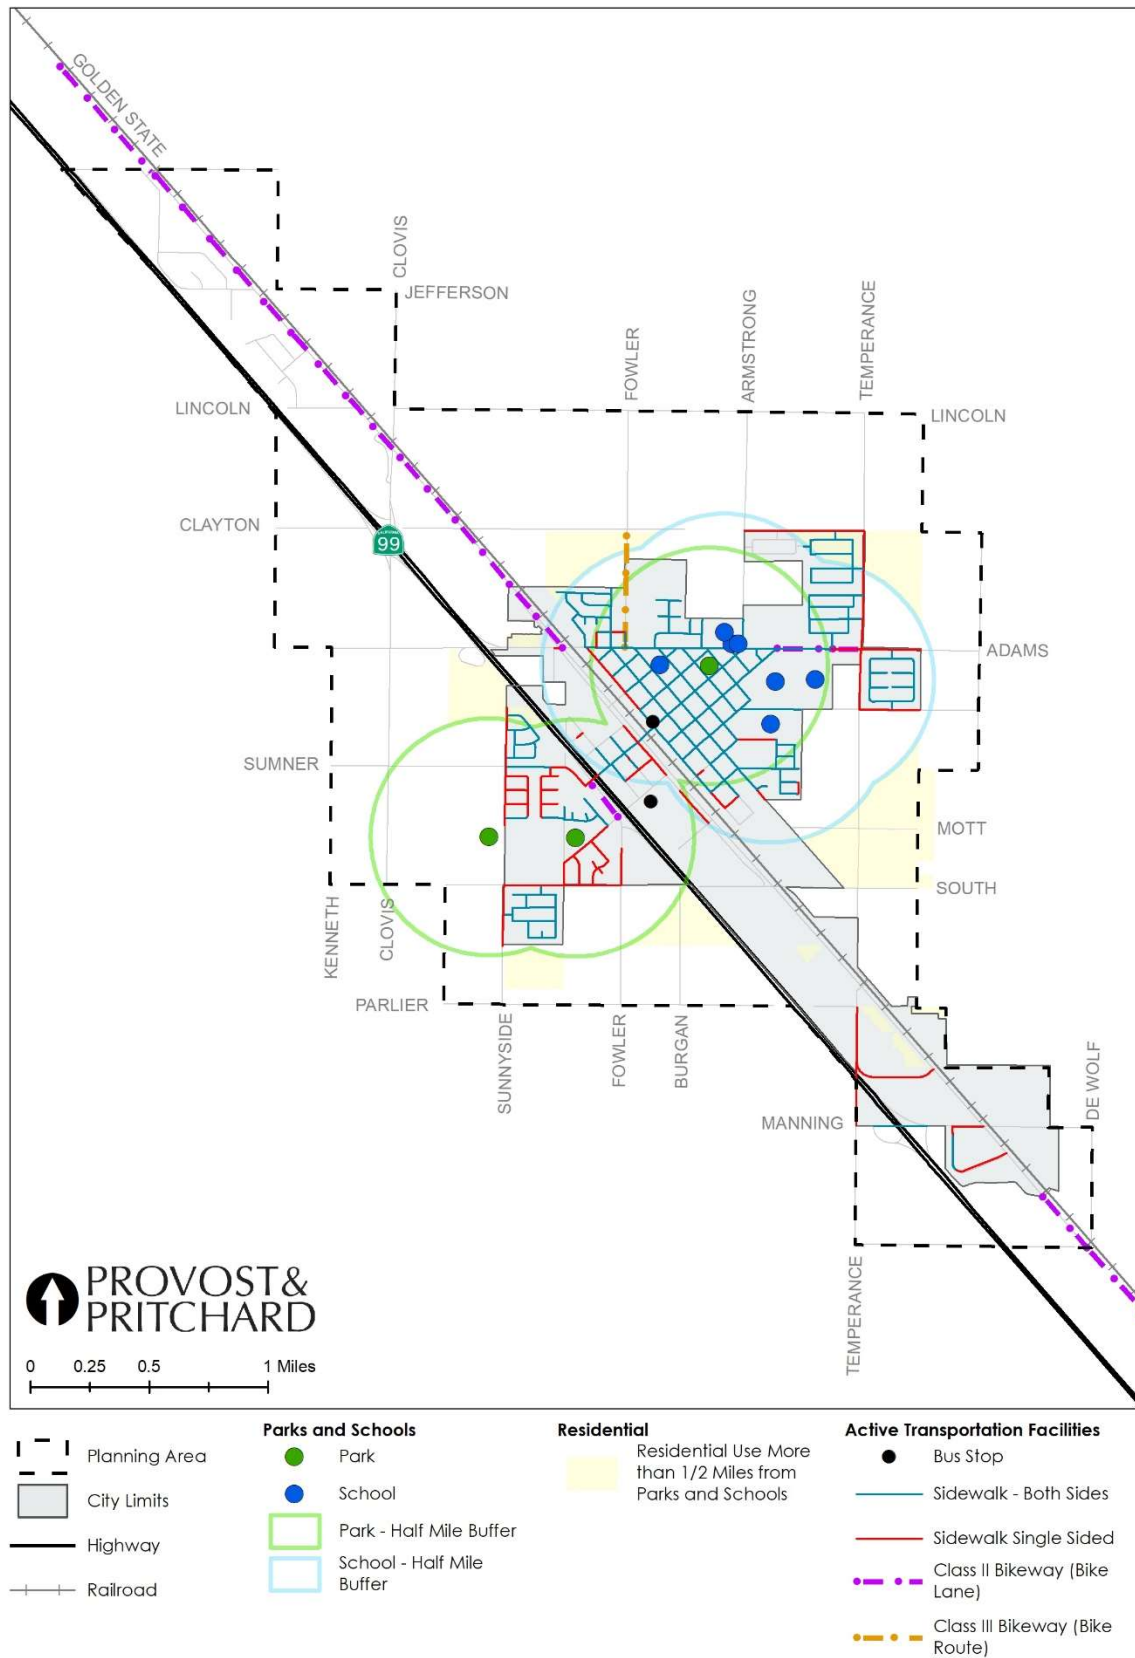 GOLDEN STATE
CLOVIS
JEFFERSON
FOWLER
ARMSTRONG
TEMPERANCE
LINCOLN
LINCOLN
CLAYTON
99
ADAMS
SUMNER
MOTT
SOUTH
KENNETH
CLOVIS
PARLIER
SUNNYSIDE
FOWLER
BURGAN
MANNING
DE WOLF
TEMPERANCE
PROVOST&
PRITCHARD
0 0.25 0.5 1 Miles
Planning Area
City Limits
Highway
Railroad
Parks and Schools
Park
School
Park - Half Mile Buffer
School - Half Mile
Buffer
Residential
Residential Use More
than 1/2 Miles from
Parks and Schools
Active Transportation Facilities
Bus Stop
Sidewalk - Both Sides
Sidewalk Single Sided
Class II Bikeway (Bike
Lane)
Class III Bikeway (Bike
Route)